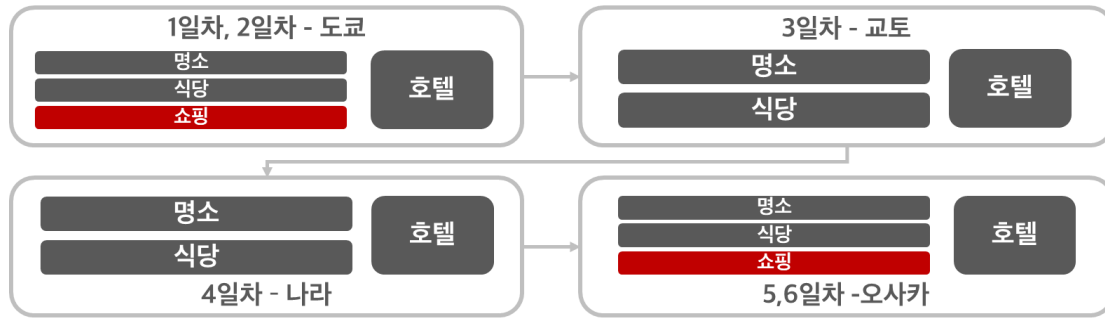 1일차, 2일차 - 도쿄
명소
식당
쇼핑
호텔
3일차 - 교토
명소
식당
호텔
명소
식당
호텔
4일차 - 나라
명소
식당
쇼핑
호텔
5,6일차 -오사카